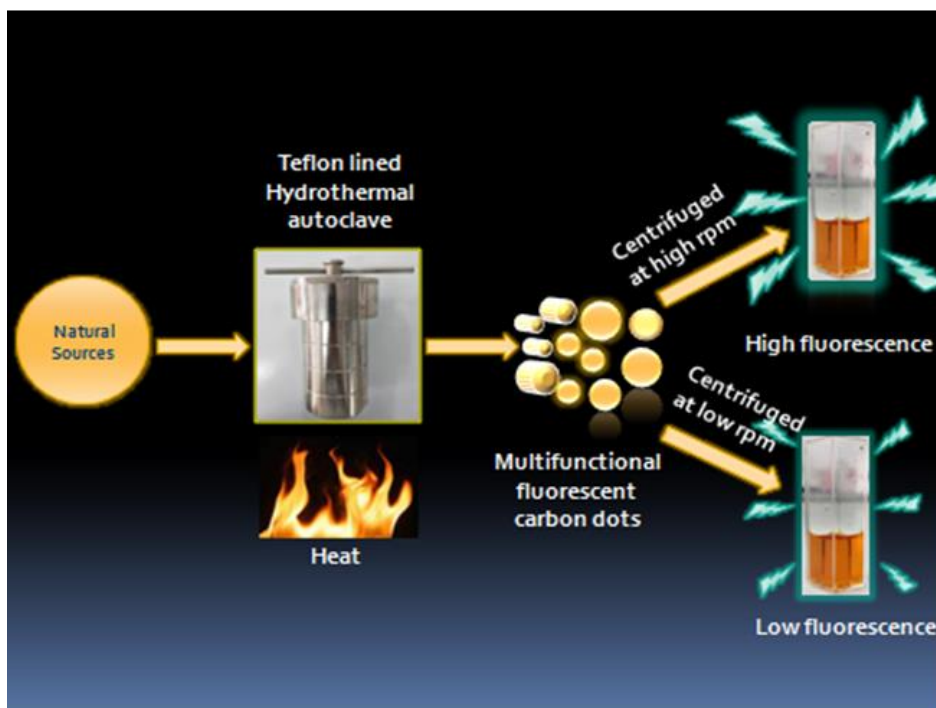 Natural
Sources
Teflon lined
Hydrothermal
autoclave
Heat
Multifunctional
fluorescent
carbon dots
Centrifuged
at high rpm
High fluorescence
Centrifuged
at low rpm
Low fluorescence